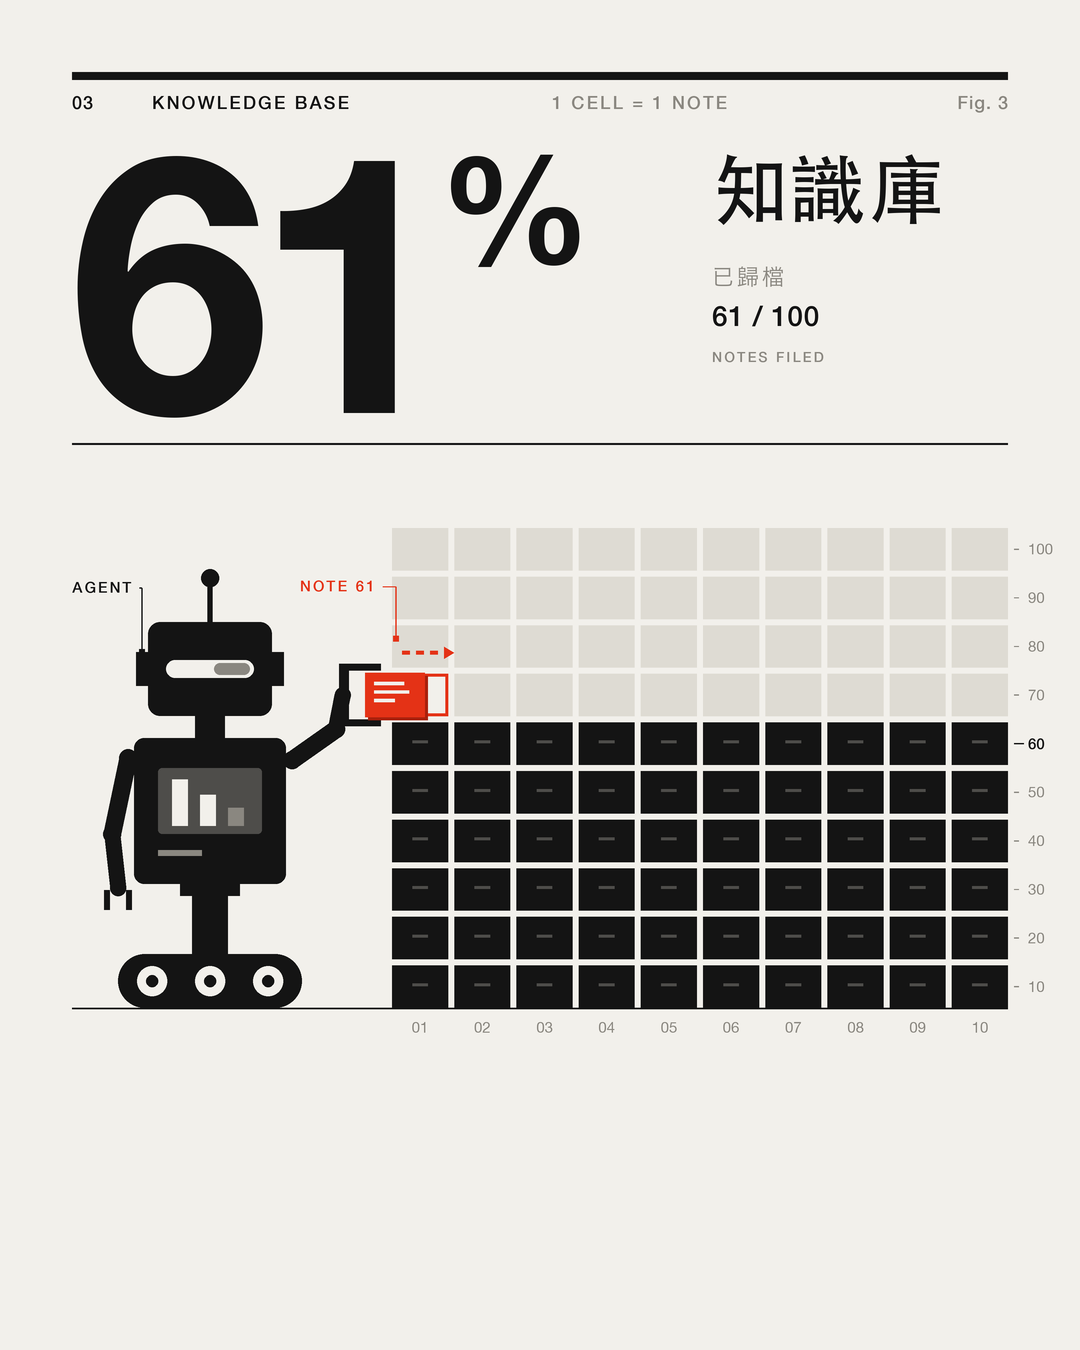 03 KNOWLEDGE BASE 1 CELL = 1 NOTE Fig. 3
61%
知識庫
已歸檔
61 / 100
NOTES FILED
AGENT
NOTE 61
100
90
80
70
60
50
40
30
20
10
01 02 03 04 05 06 07 08 09 10